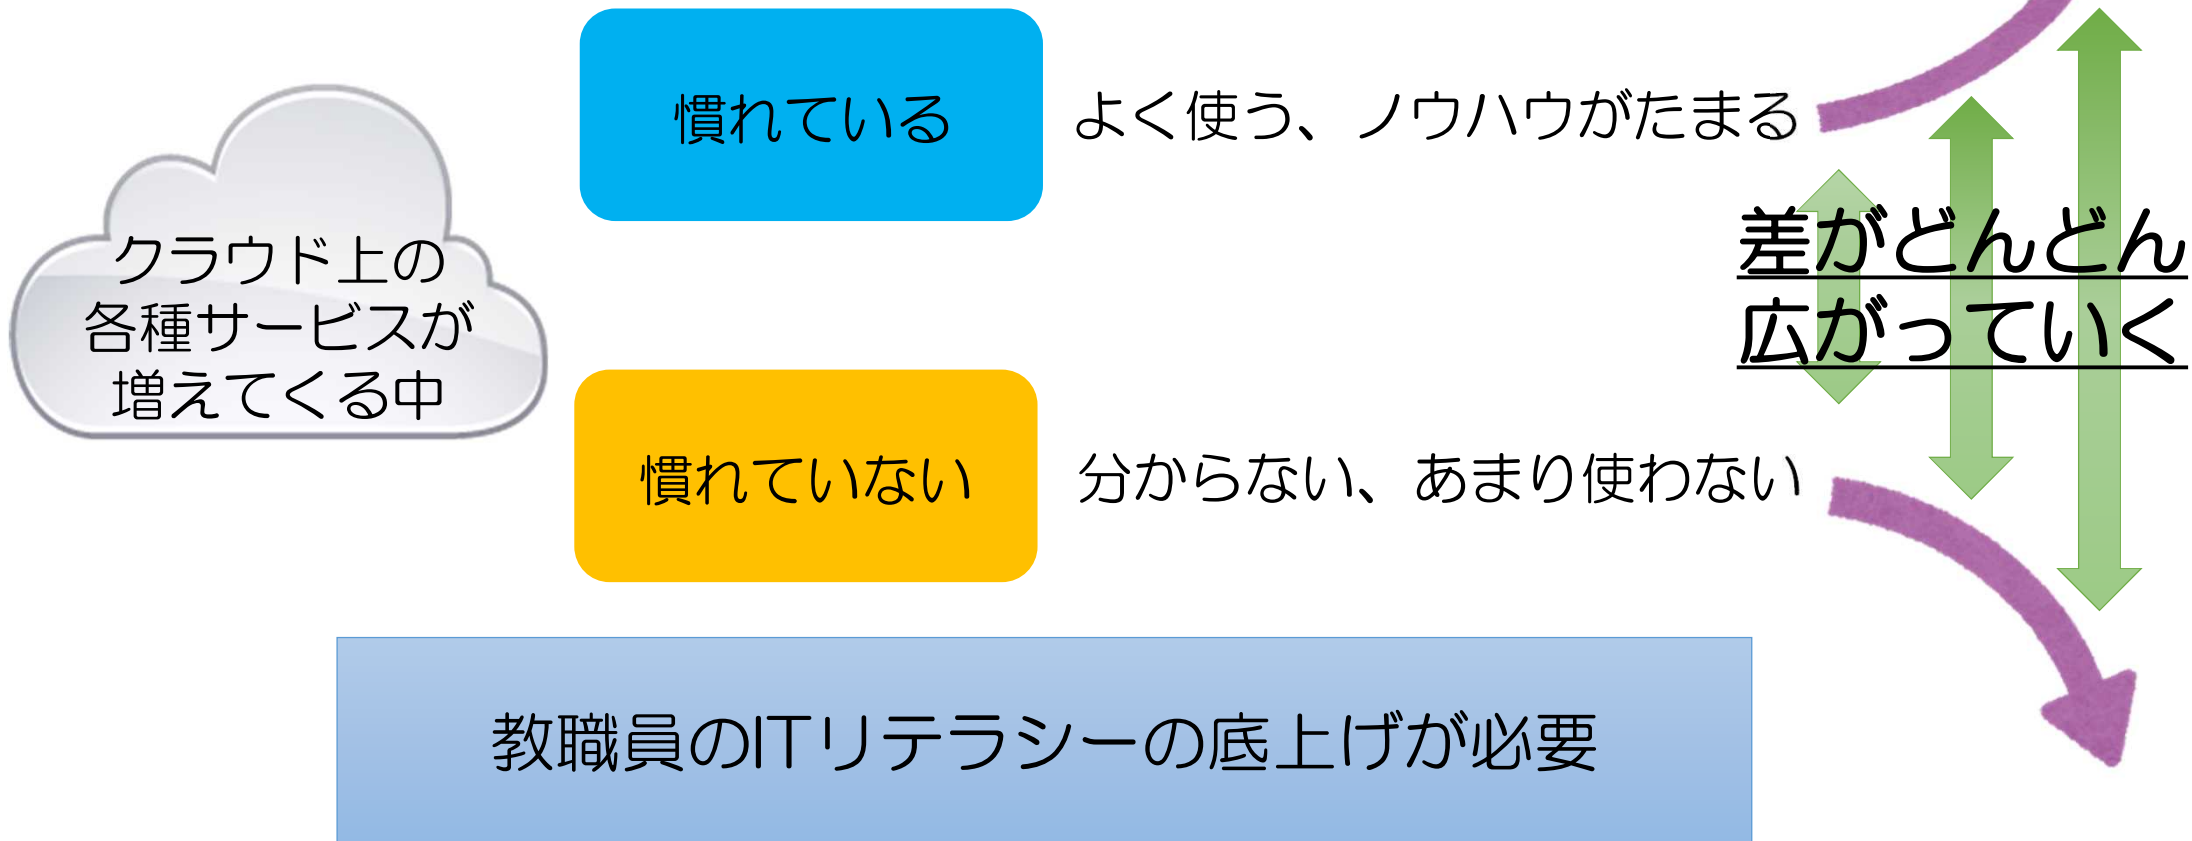 クラウド上の
各種サービスが
増えてくる中
慣れている
よく使う、ノウハウがたまる
慣れていない
分からない、あまり使わない
差がどんどん
広がっていく
教職員のITリテラシーの底上げが必要